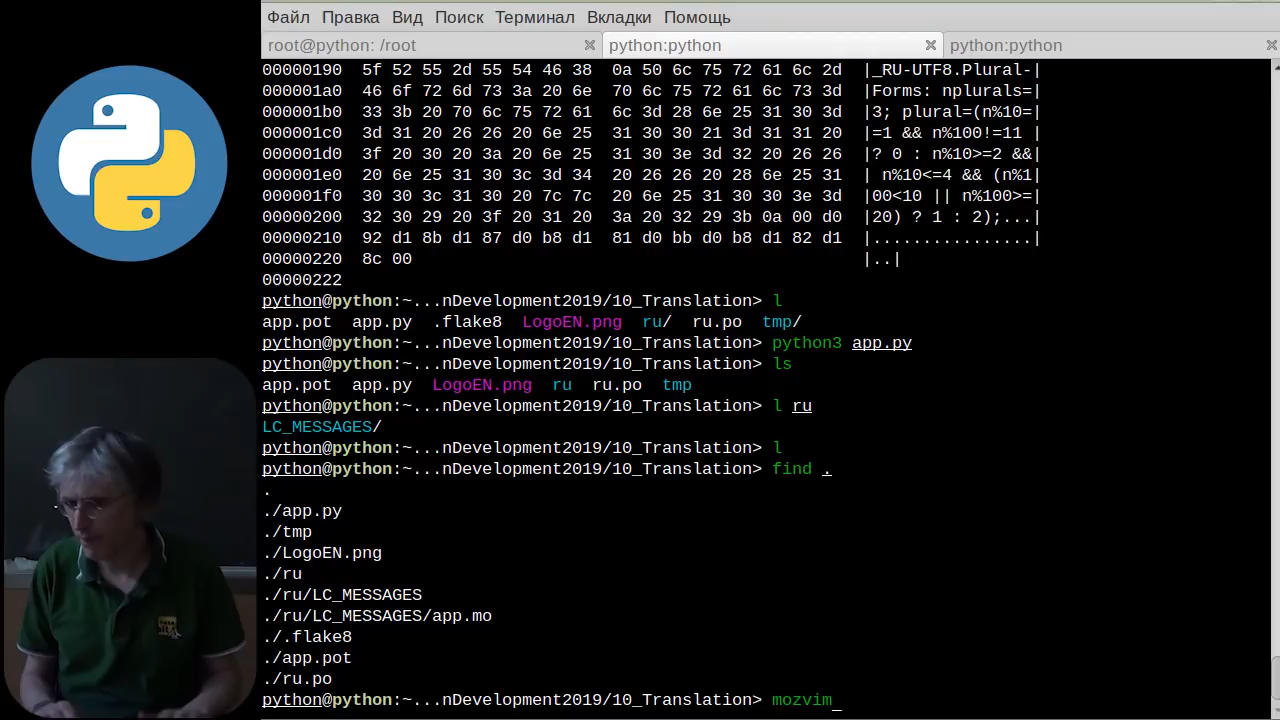 Файл Правка Вид Поиск Терминал Вкладки Помощь
root@python: /root python:python python:python
00000190  5f 52 55 2d 55 54 46 38  0a 50 6c 75 72 61 6c 2d  |_RU-UTF8.Plural-|
000001a0  46 6f 72 6d 73 3a 20 6e  70 6c 75 72 61 6c 73 3d  |Forms: nplurals=|
000001b0  33 3b 20 70 6c 75 72 61  6c 3d 28 6e 25 31 30 3d  |3; plural=(n%10=|
000001c0  3d 31 20 26 26 20 6e 25  31 30 30 21 3d 31 31 20  |=1 && n%100!=11 |
000001d0  3f 20 30 20 3a 20 6e 25  31 30 3e 3d 32 20 26 26  |? 0 : n%10>=2 &&|
000001e0  20 6e 25 31 30 3c 3d 34  20 26 26 20 28 6e 25 31  | n%10<=4 && (n%1|
000001f0  30 30 3c 31 30 20 7c 7c  20 6e 25 31 30 30 3e 3d  |00<10 || n%100>=|
00000200  32 30 29 20 3f 20 31 20  3a 20 32 29 3b 0a 00 d0  |20) ? 1 : 2);...|
00000210  92 d1 8b d1 87 d0 b8 d1  81 d0 bb d0 b8 d1 82 d1  |................|
00000220  8c 00                                             |..|
00000222
python@python:~...nDevelopment2019/10_Translation> l
app.pot  app.py  .flake8  LogoEN.png  ru/  ru.po  tmp/
python@python:~...nDevelopment2019/10_Translation> python3 app.py
python@python:~...nDevelopment2019/10_Translation> ls
app.pot  app.py  LogoEN.png  ru  ru.po  tmp
python@python:~...nDevelopment2019/10_Translation> l ru
LC_MESSAGES/
python@python:~...nDevelopment2019/10_Translation> l
python@python:~...nDevelopment2019/10_Translation> find .
.
./app.py
./tmp
./LogoEN.png
./ru
./ru/LC_MESSAGES
./ru/LC_MESSAGES/app.mo
./.flake8
./app.pot
./ru.po
python@python:~...nDevelopment2019/10_Translation> mozvim_